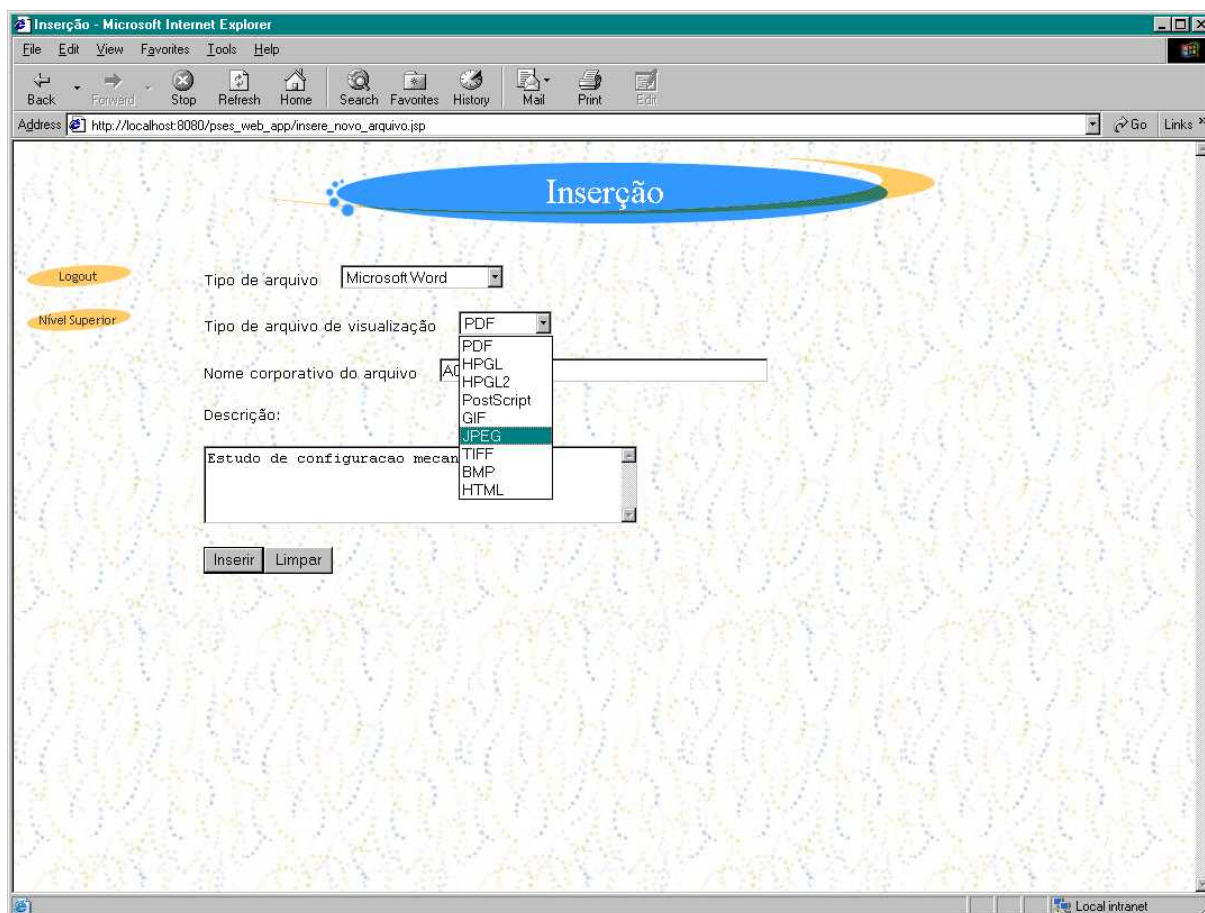 Inserção - Microsoft Internet Explorer
File Edit View Favorites Tools Help
Back Forward Stop Refresh Home Search Favorites History Mail Print Edit
Address http://localhost:8080/pses_web_app/insere_novo_arquivo.jsp Go Links »
Inserção
Logout
Tipo de arquivo Microsoft Word
Nível Superior
Tipo de arquivo de visualização PDF
PDF
HPGL
Nome corporativo do arquivo
HPGL2
PostScript
Descrição:
GIF
JPEG
TIFF
Estudo de configuracao
BMP
HTML
Inserir Limpar
Local intranet